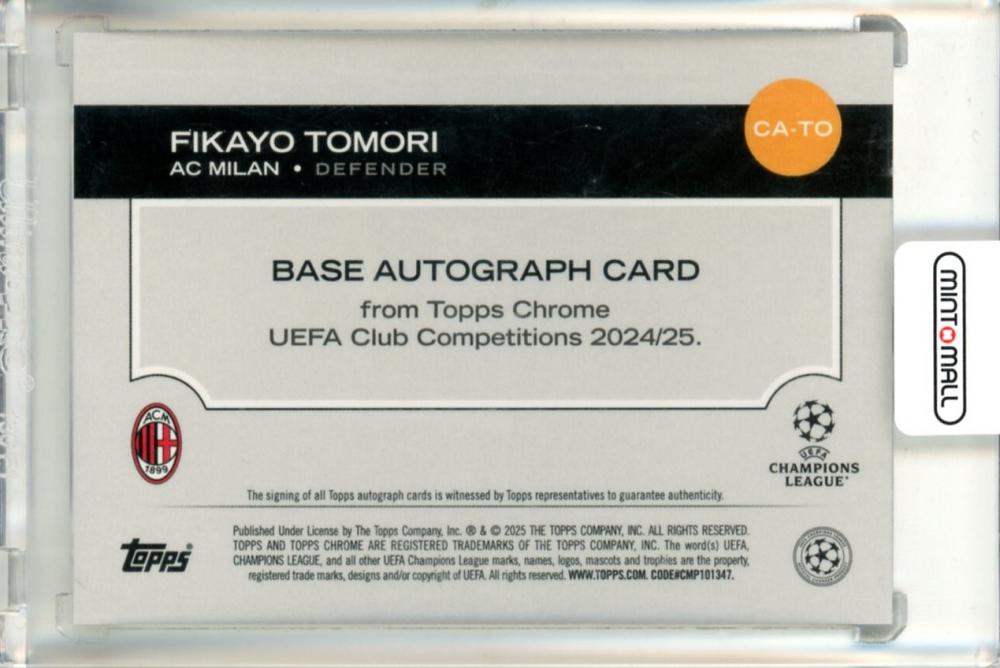 FIKAYO TOMORI
AC MILAN • DEFENDER
CA-TO
BASE AUTOGRAPH CARD
from Topps Chrome
UEFA Club Competitions 2024/25.
ACM
1899
UEFA
CHAMPIONS
LEAGUE®
The signing of all Topps autograph cards is witnessed by Topps representatives to guarantee authenticity.
topps®
Published Under License by The Topps Company, Inc. ® & © 2025 THE TOPPS COMPANY, INC. ALL RIGHTS RESERVED.
TOPPS AND TOPPS CHROME ARE REGISTERED TRADEMARKS OF THE TOPPS COMPANY, INC. The word(s) UEFA,
CHAMPIONS LEAGUE, and all other UEFA Champions League marks, names, logos, mascots and trophies are the property,
registered trade marks, designs and/or copyright of UEFA. All rights reserved. WWW.TOPPS.COM. CODE#CMP101347.
MINT MALL